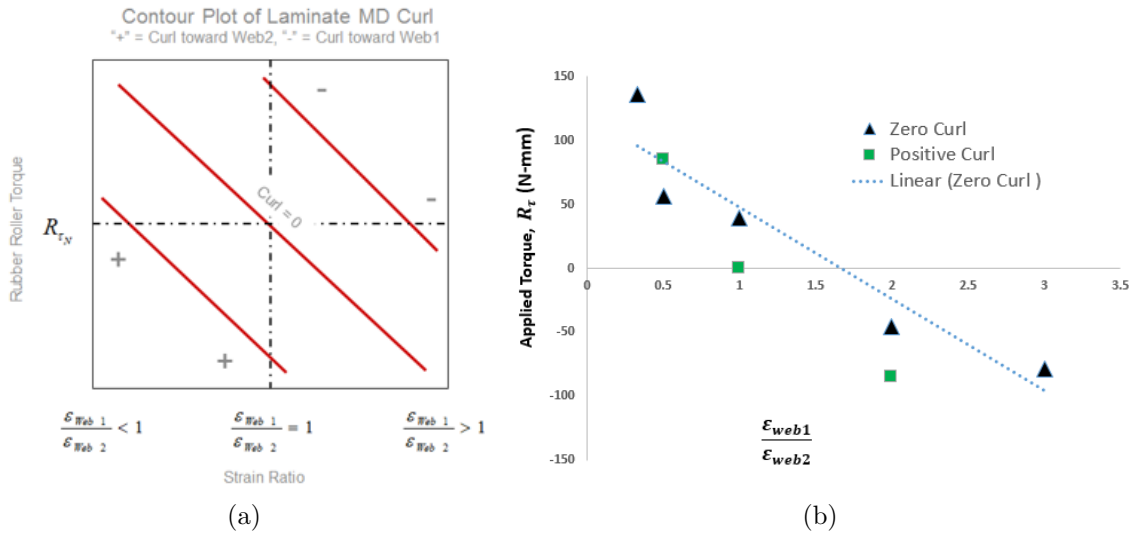 Contour Plot of Laminate MD Curl
"+" = Curl toward Web2, "-" = Curl toward Web1
Rubber Roller Torque
R_{τ_N}
-
-
+
+
Curl = 0
ε_{Web 1}/ε_{Web 2} < 1
ε_{Web 1}/ε_{Web 2} = 1
ε_{Web 1}/ε_{Web 2} > 1
Strain Ratio
(a)
Applied Torque, R_τ (N-mm)
150
100
50
0
-50
-100
-150
0
0.5
1
1.5
2
2.5
3
3.5
Zero Curl
Positive Curl
Linear (Zero Curl )
ε_{web1}/ε_{web2}
(b)